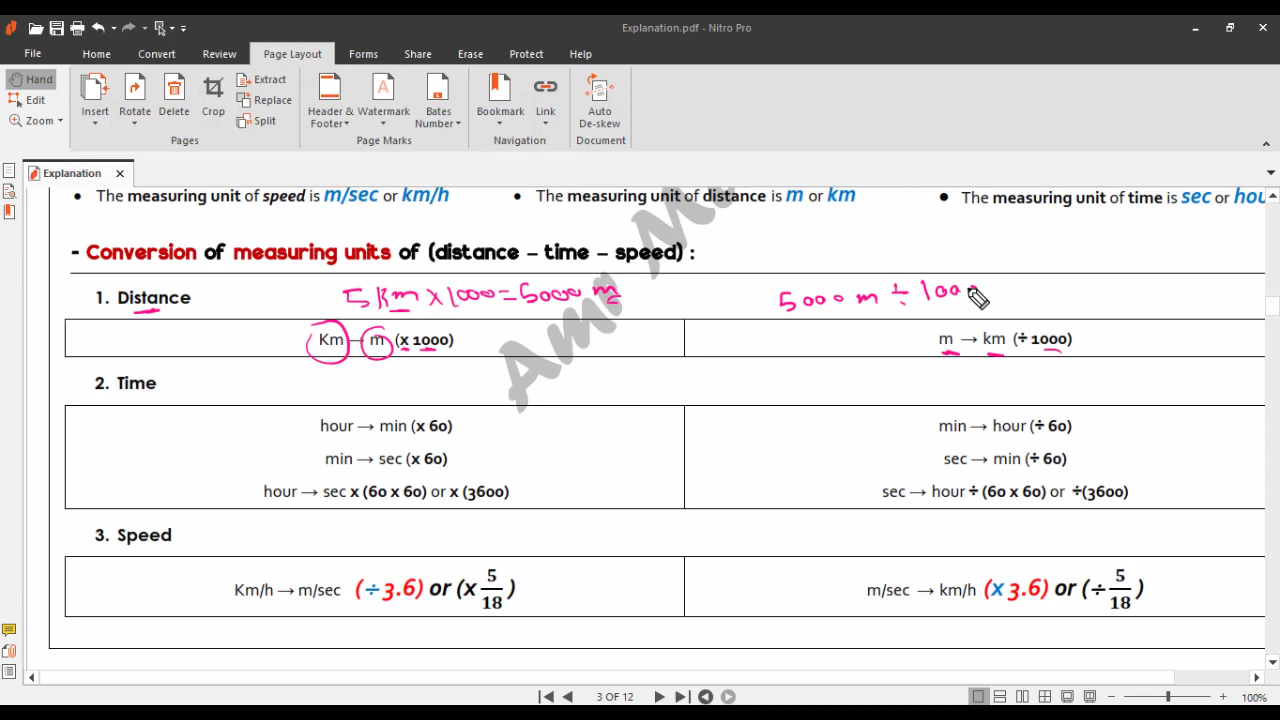 Explanation.pdf - Nitro Pro
File Home Convert Review Page Layout Forms Share Erase Protect Help
Hand Extract
Edit Replace
Zoom Split
Insert Rotate Delete Crop Header & Footer Watermark Bates Number Bookmark Link Auto De-skew
Pages Page Marks Navigation Document
Explanation
• The measuring unit of speed is m/sec or km/h • The measuring unit of distance is m or km • The measuring unit of time is sec or hou
- Conversion of measuring units of (distance – time – speed) :
1. Distance 5 km x 1000 = 5000 m 5000 m ÷ 100
Km → m (x 1000) m → km (÷ 1000)
2. Time
hour → min (x 60) min → hour (÷ 60)
min → sec (x 60) sec → min (÷ 60)
hour → sec x (60 x 60) or x (3600) sec → hour ÷ (60 x 60) or ÷(3600)
3. Speed
Km/h → m/sec (÷3.6) or (x 5/18) m/sec → km/h (x 3.6) or (÷ 5/18)
Amr
3 OF 12 100%